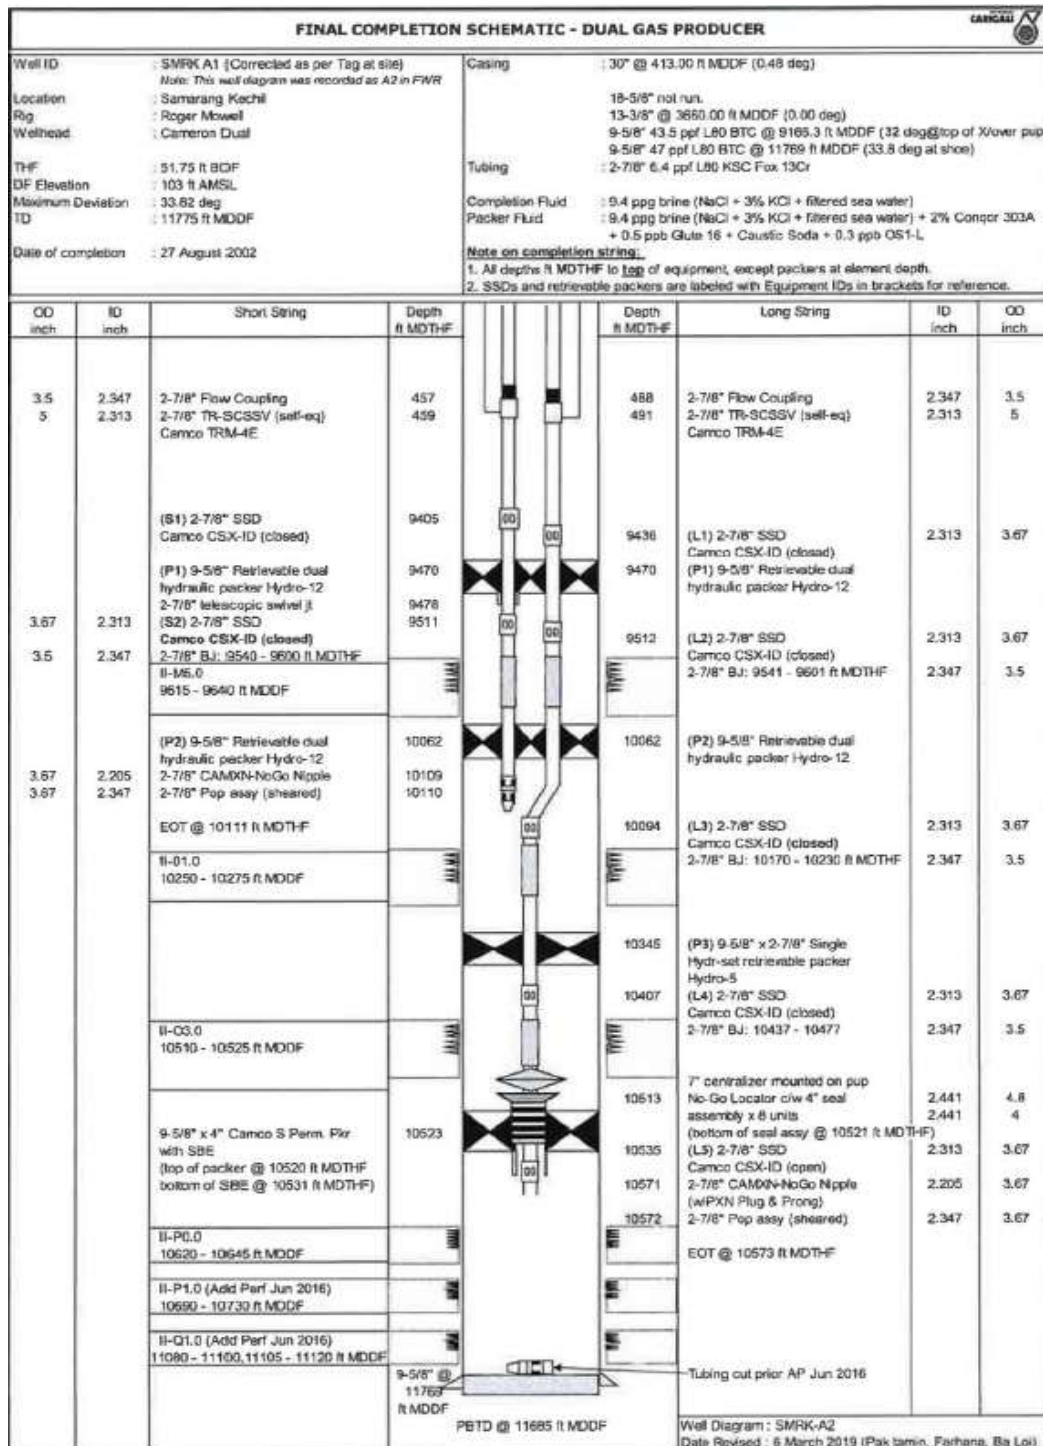 FINAL COMPLETION SCHEMATIC - DUAL GAS PRODUCER
CARIGALI
Well ID : SMRK A1 (Corrected as per Tag at site)
Note: This well diagram was recorded as A2 in FWR
Location : Samarang Kechil
Rig : Roger Mowell
Wellhead : Cameron Dual
THF : 51.75 ft BDF
DF Elevation : 103 ft AMSL
Maximum Deviation : 33.82 deg
TD : 11775 ft MDDF
Date of completion : 27 August 2002
Casing : 30" @ 413.00 ft MDDF (0.48 deg)
18-5/8" not run.
13-3/8" @ 3660.00 ft MDDF (0.00 deg)
9-5/8" 43.5 ppf L80 BTC @ 9165.3 ft MDDF (32 deg@top of X/over pup
9-5/8" 47 ppf L80 BTC @ 11769 ft MDDF (33.8 deg at shoe)
Tubing : 2-7/8" 6.4 ppf L80 KSC Fox 13Cr
Completion Fluid : 9.4 ppg brine (NaCl + 3% KCl + filtered sea water)
Packer Fluid : 9.4 ppg brine (NaCl + 3% KCl + filtered sea water) + 2% Conqor 303A
+ 0.5 ppb Glute 16 + Caustic Soda + 0.3 ppb OS1-L
Note on completion string:
1. All depths ft MDTHF to top of equipment, except packers at element depth.
2. SSDs and retrievable packers are labeled with Equipment IDs in brackets for reference.
OD inch ID inch Short String Depth ft MDTHF Depth ft MDTHF Long String ID inch OD inch
3.5 2.347 2-7/8" Flow Coupling 457 488 2-7/8" Flow Coupling 2.347 3.5
5 2.313 2-7/8" TR-SCSSV (self-eq) 459 491 2-7/8" TR-SCSSV (self-eq) 2.313 5
Camco TRM-4E Camco TRM-4E
(S1) 2-7/8" SSD 9405
Camco CSX-ID (closed) 9436 (L1) 2-7/8" SSD 2.313 3.67
Camco CSX-ID (closed)
(P1) 9-5/8" Retrievable dual 9470 9470 (P1) 9-5/8" Retrievable dual
hydraulic packer Hydro-12 hydraulic packer Hydro-12
2-7/8" telescopic swivel jt 9478
3.67 2.313 (S2) 2-7/8" SSD 9511
Camco CSX-ID (closed) 9512 (L2) 2-7/8" SSD 2.313 3.67
Camco CSX-ID (closed)
3.5 2.347 2-7/8" BJ: 9540 - 9600 ft MDTHF
II-M5.0 2-7/8" BJ: 9541 - 9601 ft MDTHF 2.347 3.5
9615 - 9640 ft MDDF
(P2) 9-5/8" Retrievable dual 10062 10062 (P2) 9-5/8" Retrievable dual
hydraulic packer Hydro-12 hydraulic packer Hydro-12
3.67 2.205 2-7/8" CAMXN-NoGo Nipple 10109
3.67 2.347 2-7/8" Pop assy (sheared) 10110
EOT @ 10111 ft MDTHF 10094 (L3) 2-7/8" SSD 2.313 3.67
Camco CSX-ID (closed)
II-01.0 2-7/8" BJ: 10170 - 10230 ft MDTHF 2.347 3.5
10250 - 10275 ft MDDF
10345 (P3) 9-5/8" x 2-7/8" Single
Hydr-set retrievable packer
Hydro-5
10407 (L4) 2-7/8" SSD 2.313 3.67
Camco CSX-ID (closed)
II-O3.0 2-7/8" BJ: 10437 - 10477 2.347 3.5
10510 - 10525 ft MDDF
7" centralizer mounted on pup
10513 No-Go Locator c/w 4" seal 2.441 4.8
assembly x 8 units 2.441 4
9-5/8" x 4" Camco S Perm. Pkr 10523 (bottom of seal assy @ 10521 ft MDTHF)
with SBE 10535 (L5) 2-7/8" SSD 2.313 3.67
(top of packer @ 10520 ft MDTHF Camco CSX-ID (open)
bottom of SBE @ 10531 ft MDTHF) 10571 2-7/8" CAMXN-NoGo Nipple 2.205 3.67
(w/PXN Plug & Prong)
10572 2-7/8" Pop assy (sheared) 2.347 3.67
II-P0.0
10620 - 10645 ft MDDF EOT @ 10573 ft MDTHF
II-P1.0 (Add Perf Jun 2016)
10690 - 10730 ft MDDF
II-Q1.0 (Add Perf Jun 2016)
11080 - 11100,11105 - 11120 ft MDDF
9-5/8" @ Tubing cut prior AP Jun 2016
11769
ft MDDF
PBTD @ 11685 ft MDDF
Well Diagram : SMRK-A2
Date Revised : 6 March 2019 (Pak tamin, Farhana, Ba Loi)